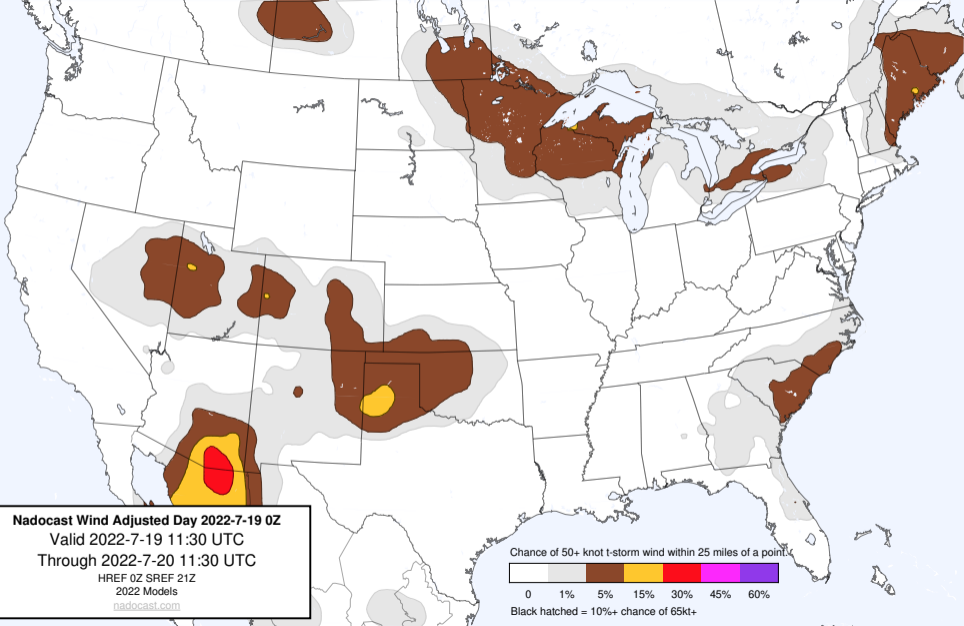 Nadocast Wind Adjusted Day 2022-7-19 0Z
Valid 2022-7-19 11:30 UTC
Through 2022-7-20 11:30 UTC
HREF 0Z SREF 21Z
2022 Models
nadocast.com
Chance of 50+ knot t-storm wind within 25 miles of a point.
0 1% 5% 15% 30% 45% 60%
Black hatched = 10%+ chance of 65kt+